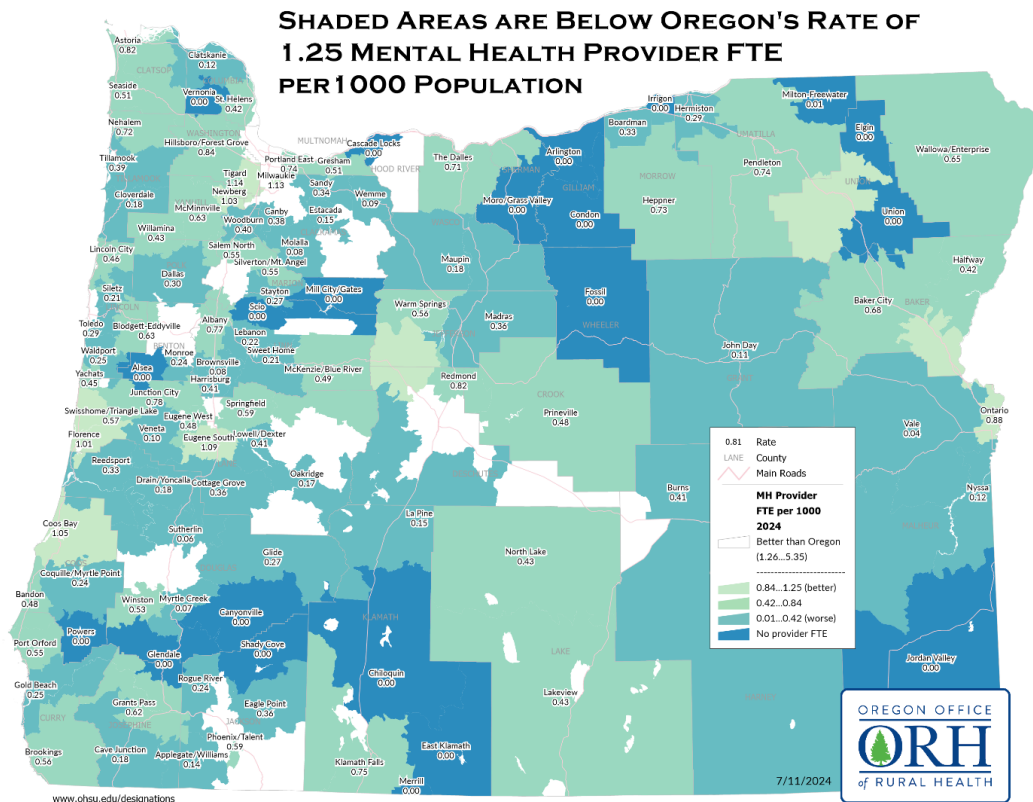 SHADED AREAS ARE BELOW OREGON'S RATE OF
1.25 MENTAL HEALTH PROVIDER FTE
PER1000 POPULATION
Astoria
0.82
Clatskanie
0.12
CLATSOP
Vernonia
0.00
St. Helens
0.42
Seaside
0.51
Nehalem
0.72
WASHINGTON
Hillsboro/Forest Grove
0.84
MULTNOMAH
Cascade Locks
0.00
HOOD RIVER
Portland East
0.74
Gresham
0.51
The Dalles
0.71
Tillamook
0.39
Tigard
1.14
Milwaukie
1.13
Sandy
0.34
Wemme
0.09
Cloverdale
0.18
Newberg
1.03
McMinnville
0.63
Canby
0.38
Estacada
0.15
Woodburn
0.40
Willamina
0.43
Molalla
0.08
Lincoln City
0.46
Salem North
0.55
Silverton/Mt. Angel
0.55
Dallas
0.30
Maupin
0.18
Siletz
0.21
Stayton
0.27
Mill City/Gates
0.00
Scio
0.00
Warm Springs
0.56
Madras
0.36
Toledo
0.29
Blodgett-Eddyville
0.63
Albany
0.77
Lebanon
0.22
BENTON
Sweet Home
0.21
Waldport
0.25
Monroe
0.24
Alsea
0.00
Brownsville
0.08
McKenzie/Blue River
0.49
Redmond
0.82
Yachats
0.45
Harrisburg
0.41
Junction City
0.78
CROOK
Prineville
0.48
Swisshome/Triangle Lake
0.57
Eugene West
0.48
Springfield
0.59
Veneta
0.10
Florence
1.01
Eugene South
1.09
Lowell/Dexter
0.41
Reedsport
0.33
Drain/Yoncalla
0.18
Cottage Grove
0.36
Oakridge
0.17
La Pine
0.15
Coos Bay
1.05
Sutherlin
0.06
Glide
0.27
North Lake
0.43
Coquille/Myrtle Point
0.24
Bandon
0.48
Winston
0.53
Myrtle Creek
0.07
Canyonville
0.00
KLAMATH
Powers
0.00
Port Orford
0.55
Glendale
0.00
Shady Cove
0.00
LAKE
Chiloquin
0.00
Gold Beach
0.25
Rogue River
0.24
Lakeview
0.43
Grants Pass
0.62
Eagle Point
0.36
CURRY
Phoenix/Talent
0.59
East Klamath
0.00
Brookings
0.56
Cave Junction
0.18
Applegate/Williams
0.14
Klamath Falls
0.75
Merrill
0.00
Irrigon
0.00
Hermiston
0.29
Boardman
0.33
Milton-Freewater
0.01
Elgin
0.00
UMATILLA
Arlington
0.00
Wallowa/Enterprise
0.65
Pendleton
0.74
MORROW
GILLIAM
Heppner
0.73
UNION
Moro/Grass Valley
0.00
Condon
0.00
Union
0.00
Halfway
0.42
Fossil
0.00
Baker City
0.68
BAKER
WHEELER
John Day
0.11
Ontario
0.88
Vale
0.04
Burns
0.41
Nyssa
0.12
Jordan Valley
0.00
0.81 Rate
LANE County
Main Roads
MH Provider
FTE per 1000
2024
Better than Oregon
(1.26...5.35)
0.84...1.25 (better)
0.42...0.84
0.01...0.42 (worse)
No provider FTE
OREGON OFFICE
ORH
of RURAL HEALTH
7/11/2024
www.ohsu.edu/designations